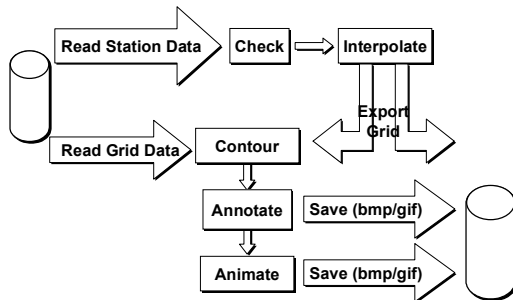 Read Station Data
Check
Interpolate
Export
Grid
Read Grid Data
Contour
Annotate
Save (bmp/gif)
Animate
Save (bmp/gif)